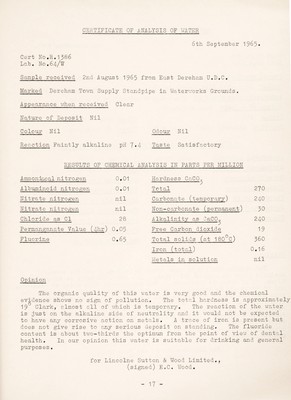 CERTIFICATE OF ANALYSIS OF WATER
6th September 1965.
Cert No.R.1386
Lab. No.64/W
Sample received 2nd August 1965 from East Dereham U.D.C.
Marked Dereham Town Supply Standpipe in Waterworks Grounds.
Appearance when received Clear
Nature of Deposit Nil
Colour Nil Odour Nil
Reaction Faintly alkaline pH 7.4 Taste Satisfactory
RESULTS OF CHEMICAL ANALYSIS IN PARTS PER MILLION
Ammoniacal nitrogen 0.01 Hardness CaCO3
Albuminoid nitrogen 0.01 Total 270
Nitrate nitrogen nil Carbonate (temporary) 240
Nitrite nitrogen nil Non-carbonate (permanent) 30
Chloride as Cl 28 Alkalinity as CaCO3 240
Permanganate Value (4hr) 0.05 Free Carbon dioxide 19
Fluorine 0.65 Total solids (at 180°C) 360
Iron (total) 0.16
Metals in solution nil
Opinion
The organic quality of this water is very good and the chemical
evidence shows no sign of pollution. The total hardness is approximately
19° Clark, almost all of which is temporary. The reaction of the water
is just on the alkaline side of neutrality and it would not be expected
to have any corrosive action on metals. A trace of iron is present but
does not give rise to any serious deposit on standing. The fluoride
content is about two-thirds the optimum from the point of view of dental
health. In our opinion this water is suitable for drinking and general
purposes.
for Lincolne Sutton & Wood Limited.,
(signed) E.C. Wood.
- 17 -